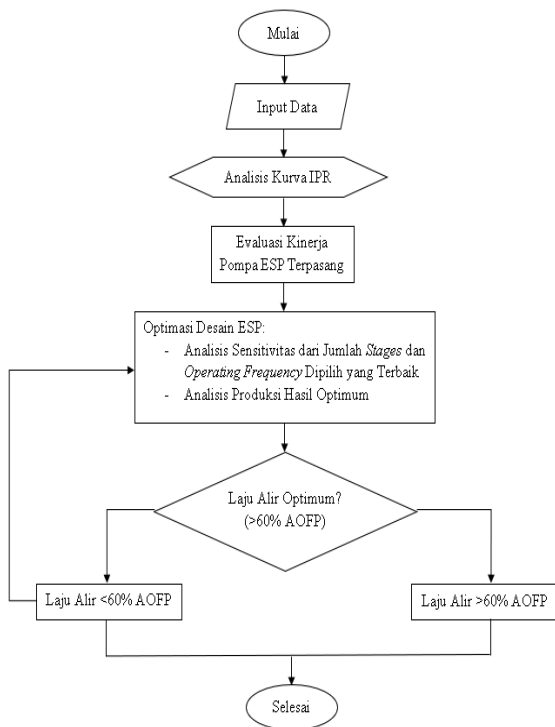 Mulai
Input Data
Analisis Kurva IPR
Evaluasi Kinerja
Pompa ESP Terpasang
Optimasi Desain ESP:
- Analisis Sensitivitas dari Jumlah Stages dan
Operating Frequency Dipilih yang Terbaik
- Analisis Produksi Hasil Optimum
Laju Alir Optimum?
(>60% AOFP)
Laju Alir <60% AOFP
Laju Alir >60% AOFP
Selesai